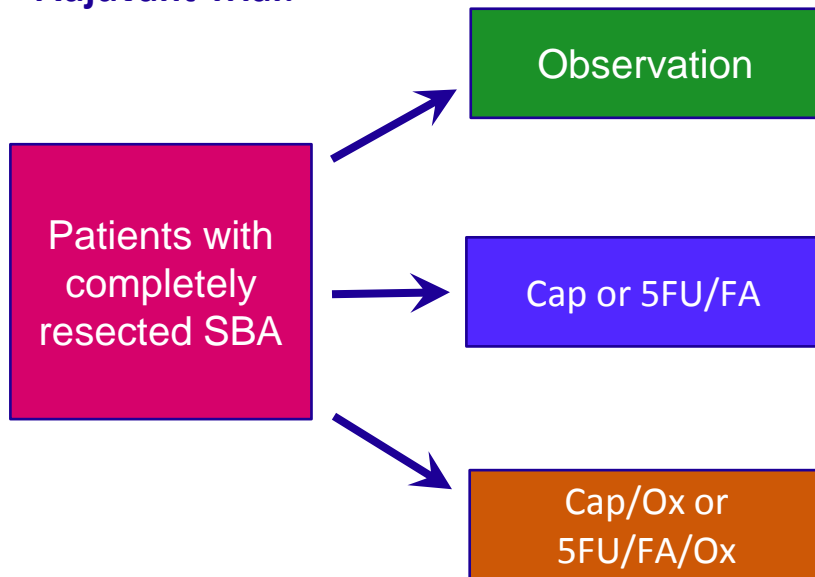 Observation
Patients with
completely
resected SBA
Cap or 5FU/FA
Cap/Ox or
5FU/FA/Ox